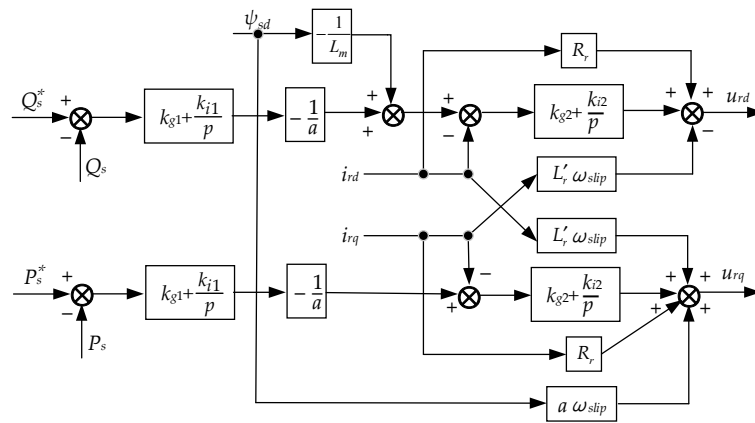 ψsd
− 1/Lm
Rr
Qs*
+
−
kg1+ ki1/p
− 1/a
+
+
+
−
kg2+ ki2/p
+
+
−
urd
Qs
ird
L′r ωslip
irq
L′r ωslip
Ps*
+
−
kg1+ ki1/p
− 1/a
−
+
kg2+ ki2/p
+
+
+
+
urq
Ps
Rr
a ωslip